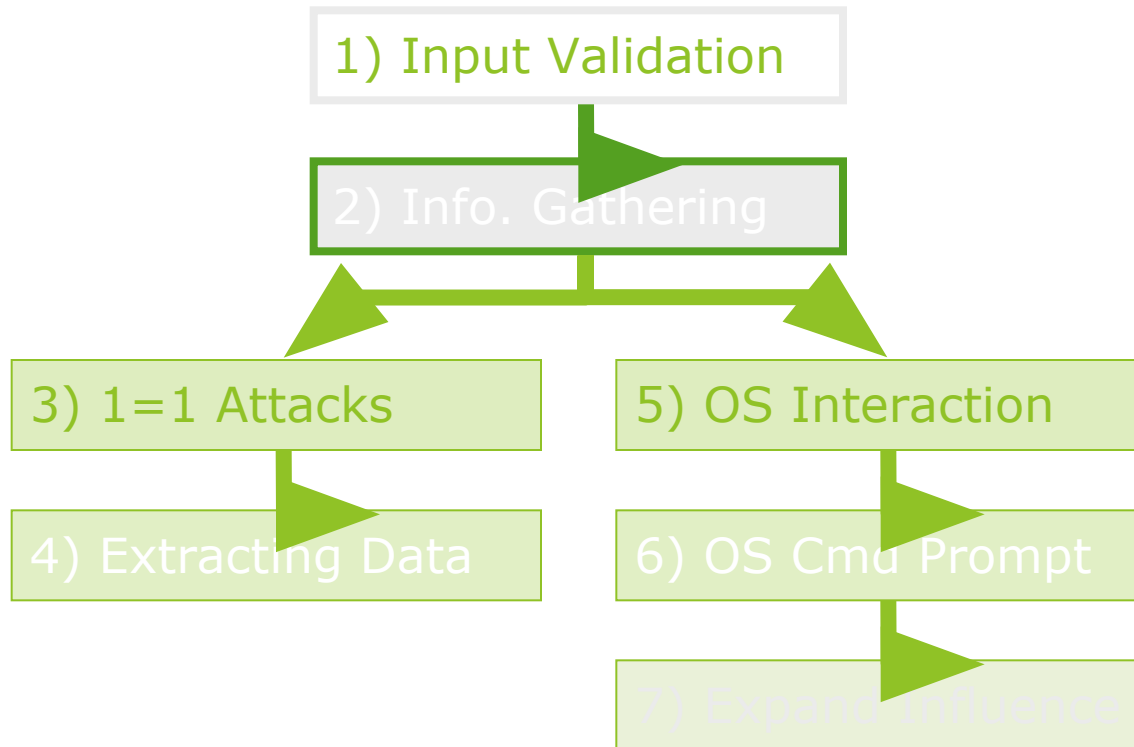 1) Input Validation
2) Info. Gathering
3) 1=1 Attacks
5) OS Interaction
4) Extracting Data
6) OS Cmd Prompt
7) Expand Influence